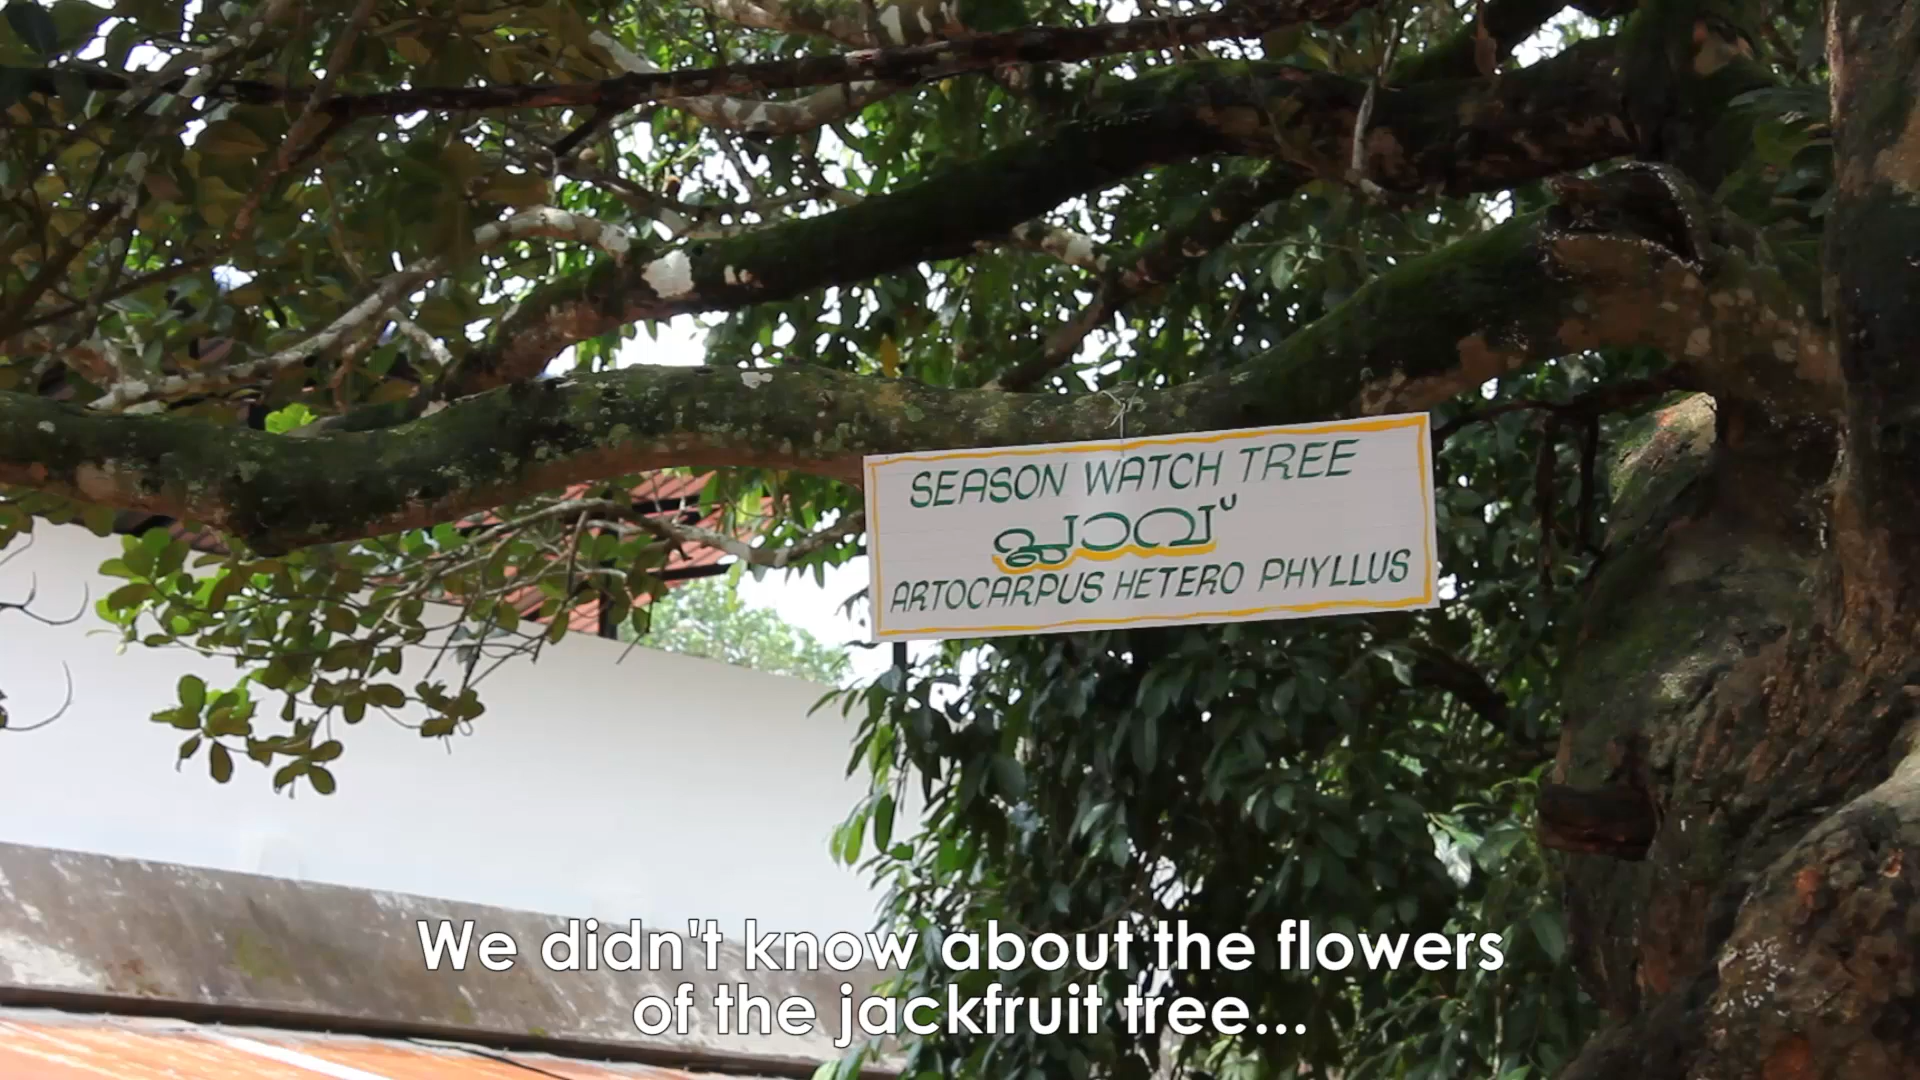 SEASON WATCH TREE
പ്ലാവ്
ARTOCARPUS HETERO PHYLLUS
We didn't know about the flowers
of the jackfruit tree...